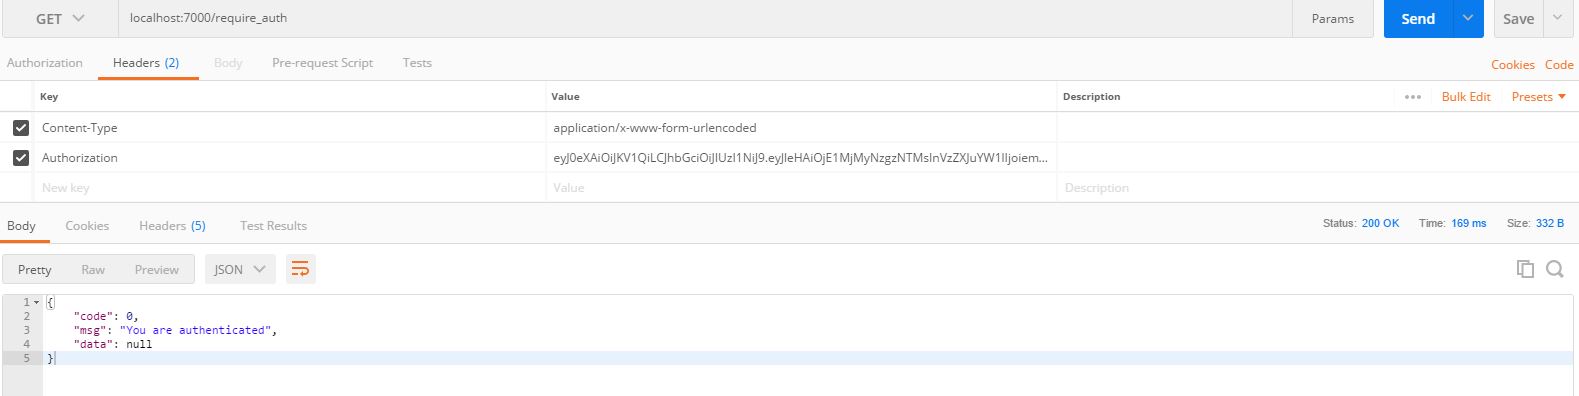 GET localhost:7000/require_auth Params Send Save
Authorization Headers (2) Body Pre-request Script Tests Cookies Code
Key Value Description ••• Bulk Edit Presets
Content-Type application/x-www-form-urlencoded
Authorization eyJ0eXAiOiJKV1QiLCJhbGciOiJIUzI1NiJ9.eyJleHAiOjE1MjMyNzgzNTMsInVzZXJuYW1lIjoiem...
New key Value Description
Body Cookies Headers (5) Test Results Status: 200 OK Time: 169 ms Size: 332 B
Pretty Raw Preview JSON
1 {
2 "code": 0,
3 "msg": "You are authenticated",
4 "data": null
5 }